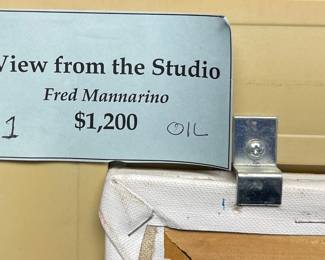 View from the Studio
Fred Mannarino
1 $1,200 OIL